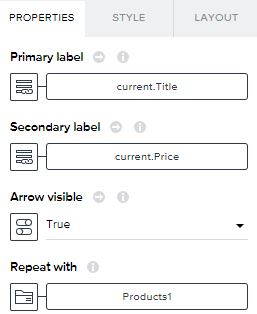 PROPERTIES STYLE LAYOUT
Primary label
current.Title
Secondary label
current.Price
Arrow visible
True
Repeat with
Products1